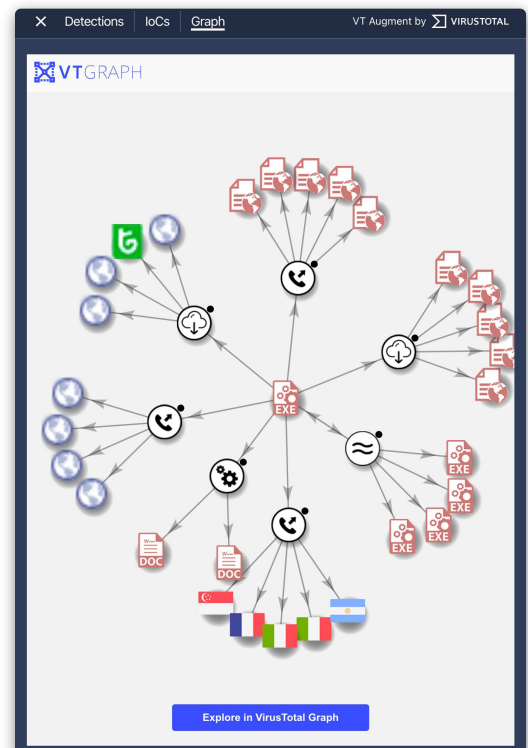 Detections IoCs Graph VT Augment by VIRUSTOTAL
VTGRAPH
EXE
EXE
EXE
EXE
EXE
DOC
DOC
Explore in VirusTotal Graph